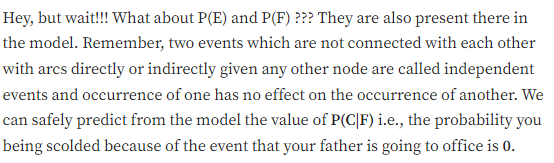 Hey, but wait!!! What about P(E) and P(F) ??? They are also present there in
the model. Remember, two events which are not connected with each other
with arcs directly or indirectly given any other node are called independent
events and occurrence of one has no effect on the occurrence of another. We
can safely predict from the model the value of P(C|F) i.e., the probability you
being scolded because of the event that your father is going to office is 0.